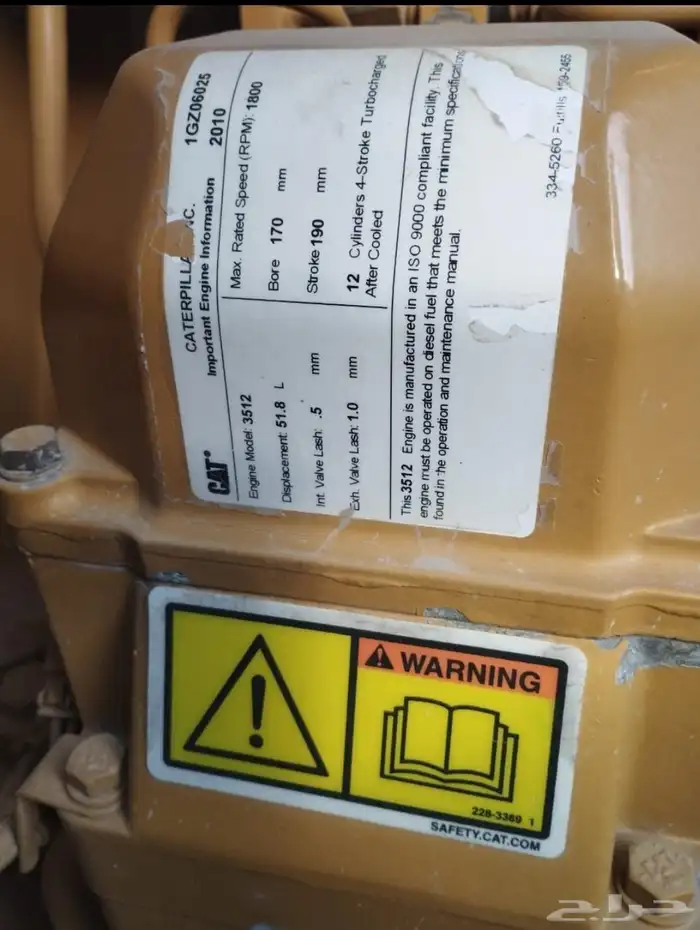 CATERPILLAR INC. 1GZ06025
Important Engine Information 2010
CAT®
Engine Model: 3512
Max. Rated Speed (RPM): 1800
Displacement: 51.8 L
Bore 170 mm
Int. Valve Lash: .5 mm
Stroke 190 mm
Exh. Valve Lash: 1.0 mm
12 Cylinders 4-Stroke Turbocharged
After Cooled
This 3512 Engine is manufactured in an ISO 9000 compliant facility. This
engine must be operated on diesel fuel that meets the minimum specifications
found in the operation and maintenance manual.
334-5260 Fulfills
WARNING
228-3369 1
SAFETY.CAT.COM
حراج